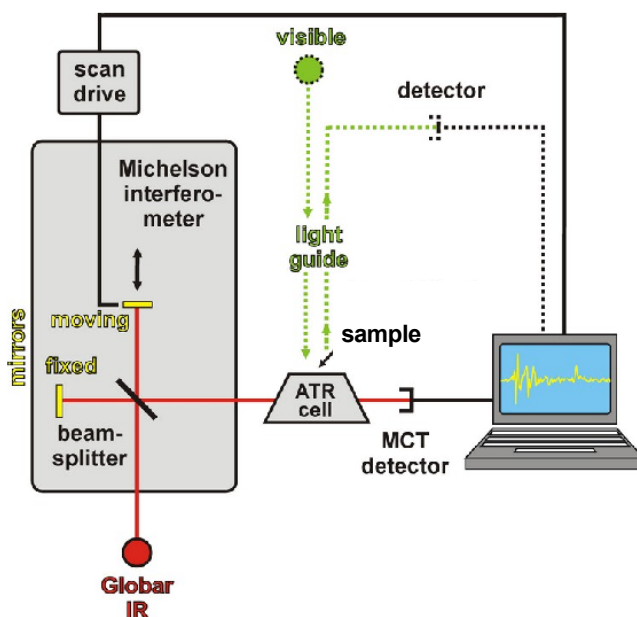 visible
scan
drive
detector
Michelson
interfero-
meter
light
guide
moving
mirrors
sample
fixed
ATR
cell
beam-
splitter
MCT
detector
Globar
IR